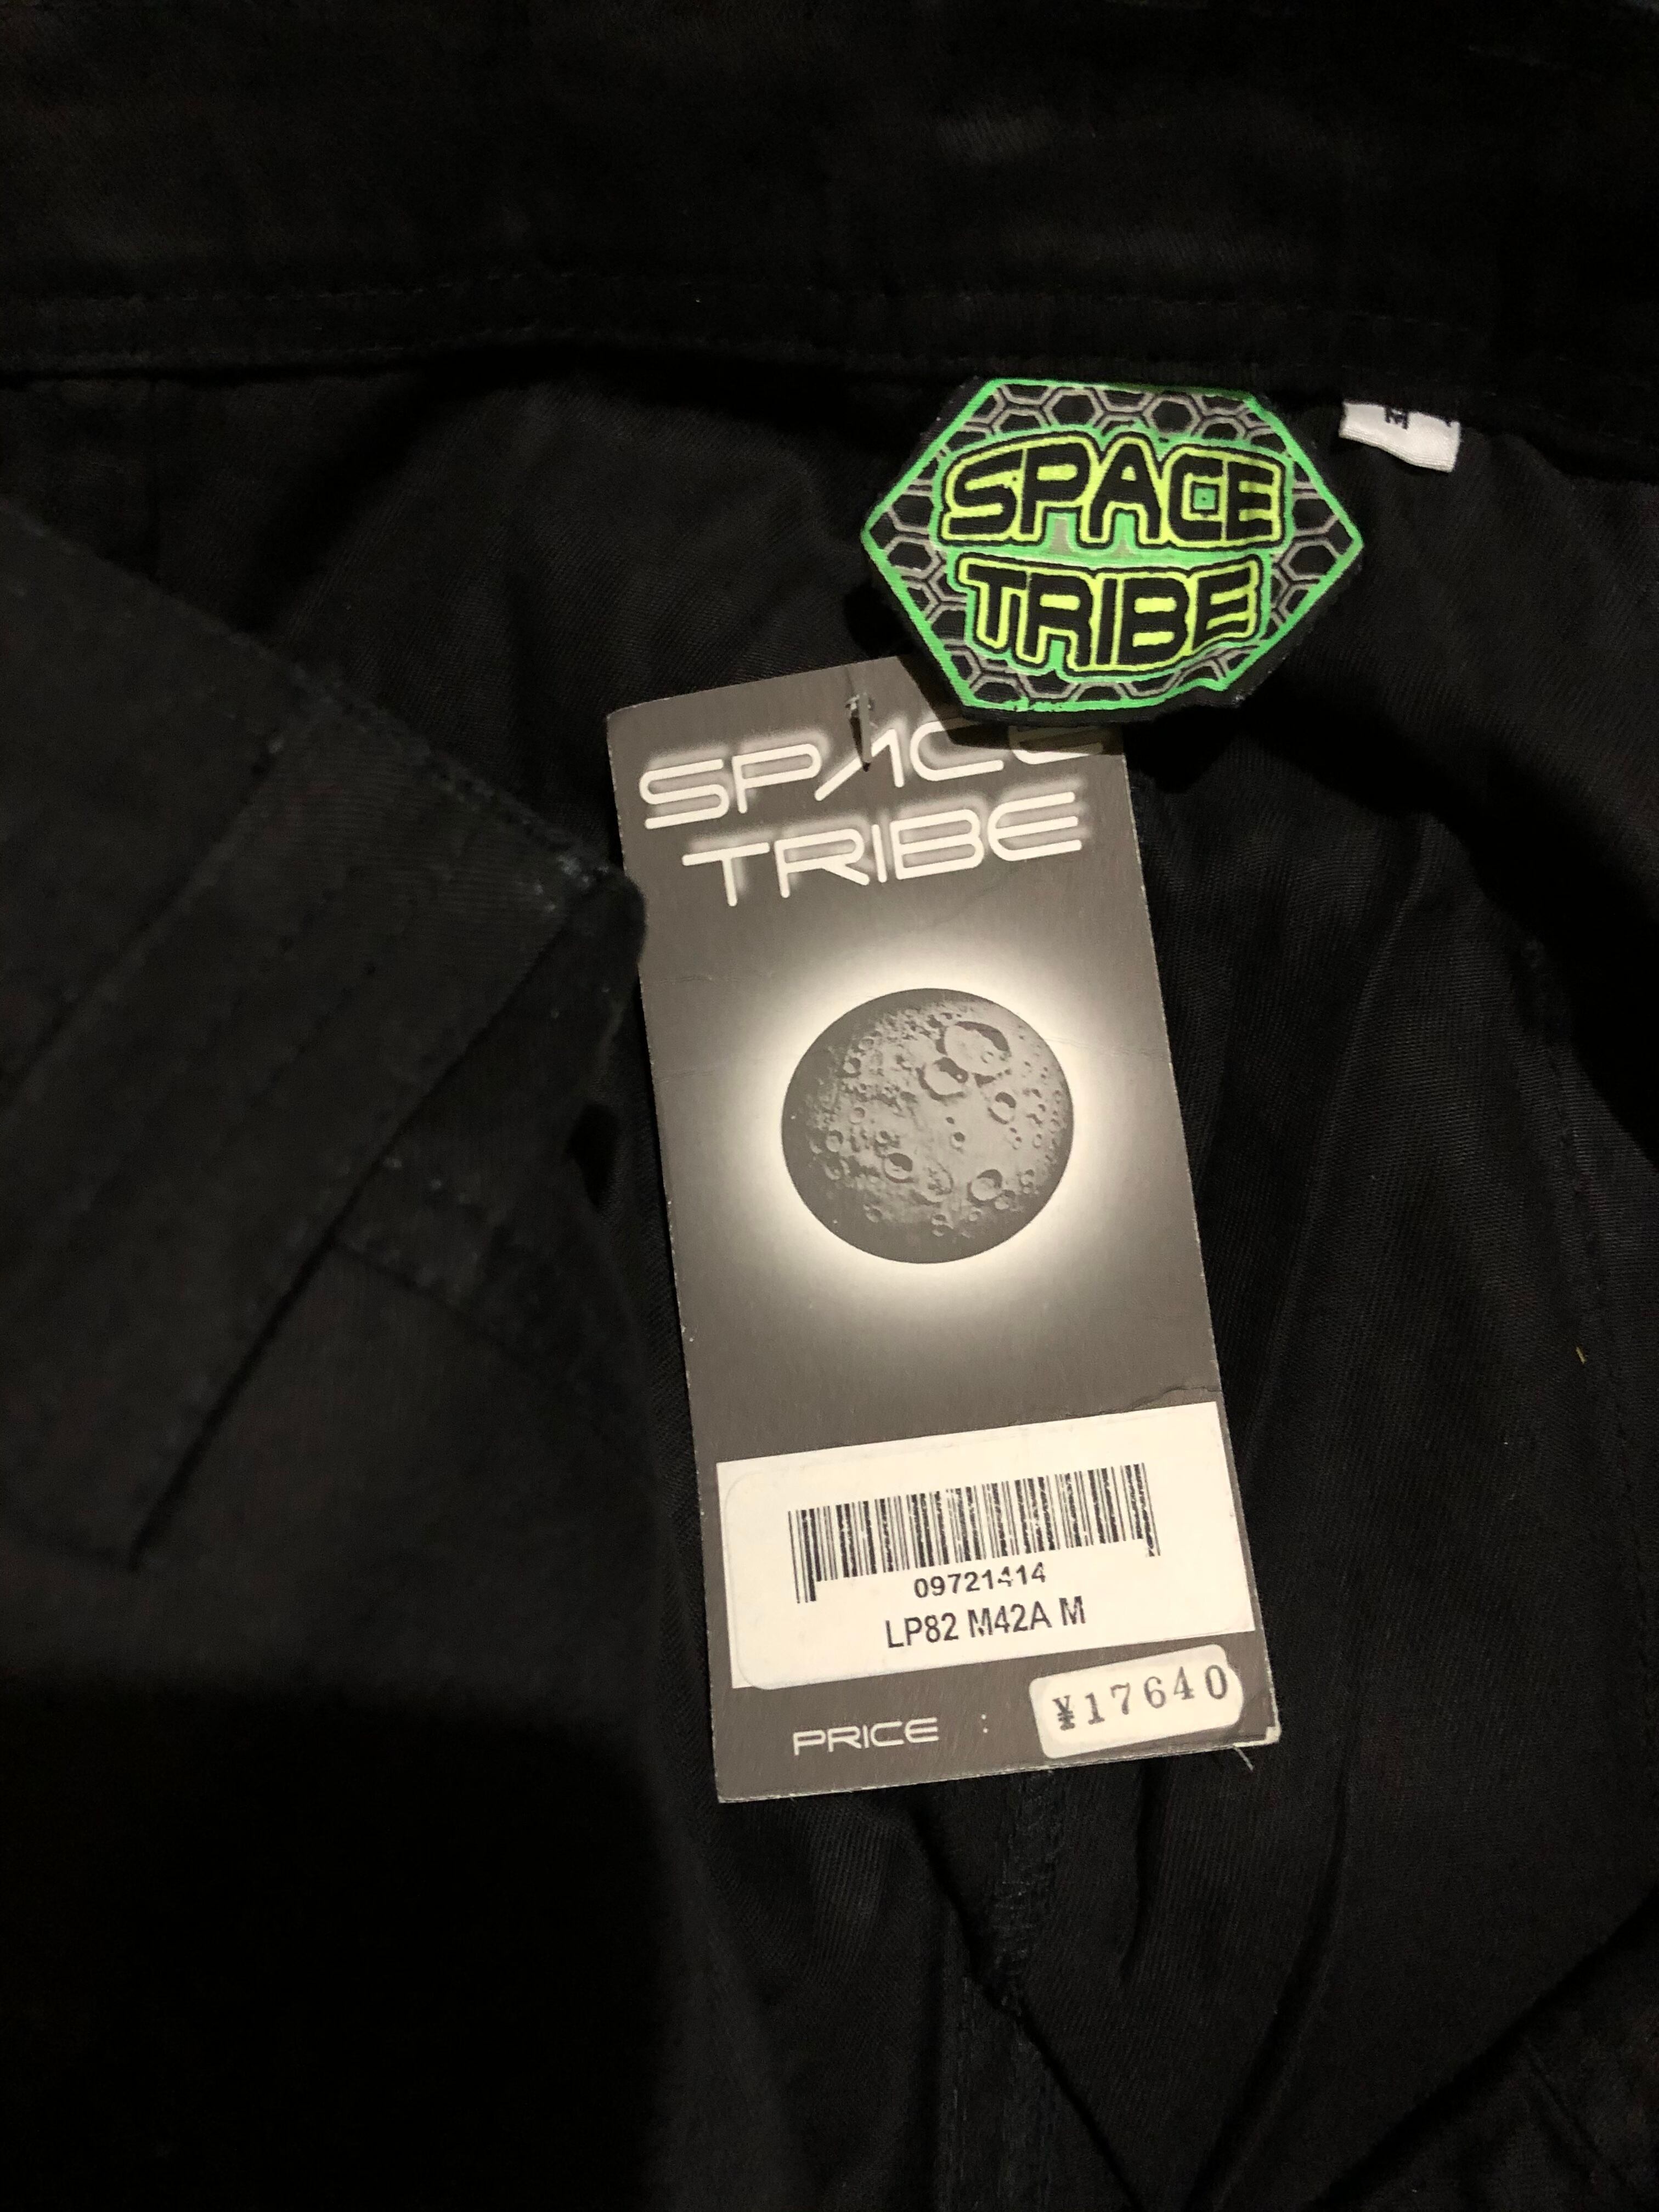 SPACE
TRIBE
M
SPACE
TRIBE
09721414
LP82 M42A M
PRICE : ¥17640